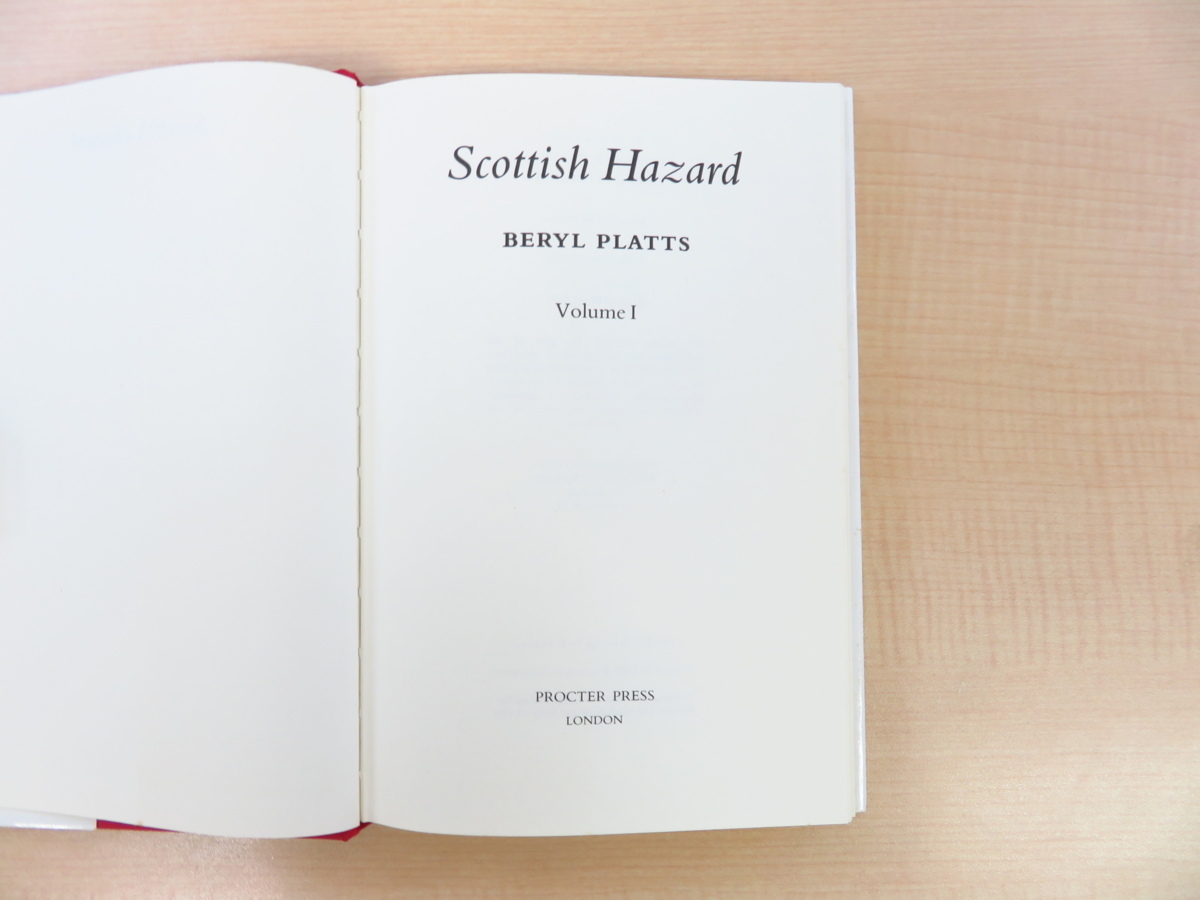 Scottish Hazard
BERYL PLATTS
Volume I
PROCTER PRESS
LONDON